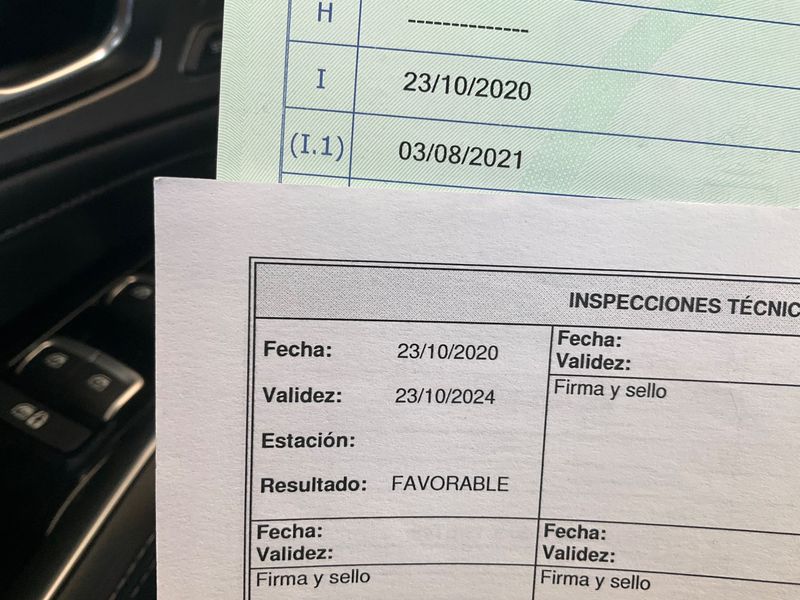 H --------------
I 23/10/2020
(I.1) 03/08/2021
INSPECCIONES TÉCNIC
Fecha: 23/10/2020
Validez: 23/10/2024
Estación:
Resultado: FAVORABLE
Fecha:
Validez:
Firma y sello
Fecha:
Validez:
Firma y sello
Fecha:
Validez:
Firma y sello